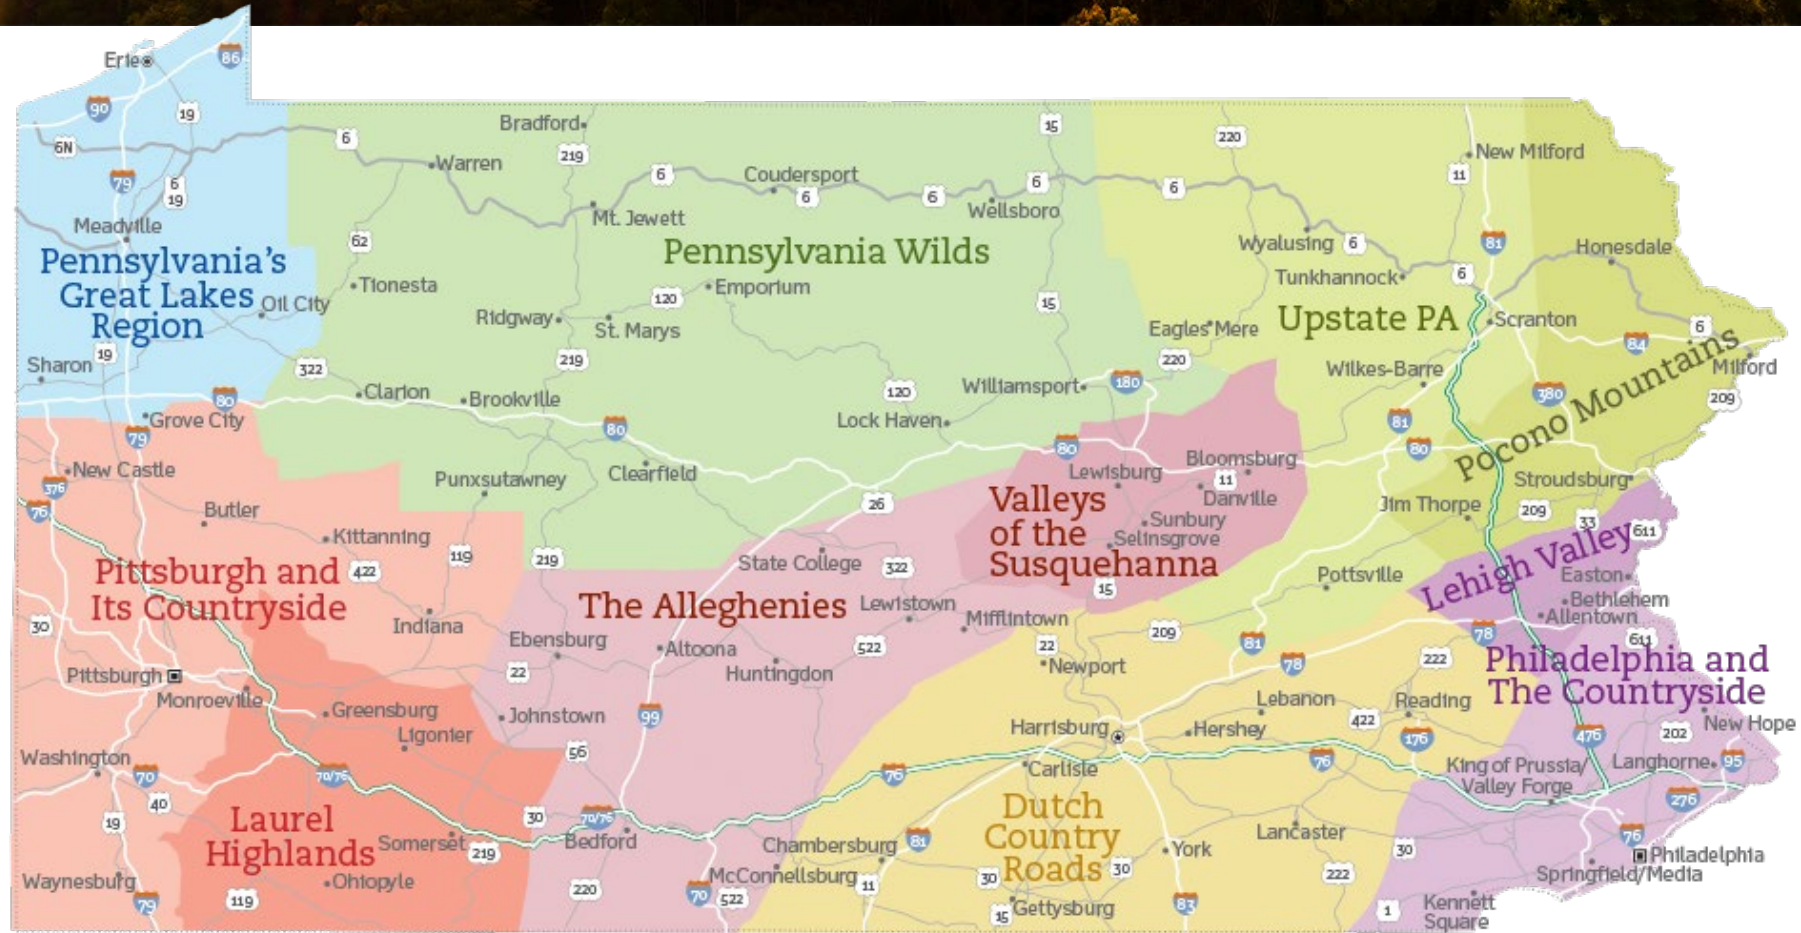 Erie
86
90
19
6N
6
Bradford
15
220
219
Warren
New Milford
79
6
19
6
Coudersport
6
6
6
6
11
Mt. Jewett
Wellsboro
Meadville
62
Wyalusing
6
81
Honesdale
Pennsylvania's
Great Lakes
Region
Pennsylvania Wilds
Tunkhannock
6
Tionesta
Emporium
Oil City
120
15
Ridgway
St. Marys
Eagles Mere
Upstate PA
Scranton
6
84
19
Sharon
322
219
220
Wilkes-Barre
Milford
Pocono Mountains
Clarion
Brookville
80
120
Williamsport
180
380
209
Grove City
79
80
Lock Haven
80
81
80
New Castle
Punxsutawney
Clearfield
Lewisburg
Bloomsburg
11
Danville
Stroudsburg
376
76
Butler
26
Valleys
of the
Susquehanna
Sunbury
Selinsgrove
Jim Thorpe
209
33
611
Kittanning
119
219
State College
322
Lehigh Valley
Pittsburgh and
Its Countryside
422
15
Pottsville
Easton
Bethlehem
Allentown
The Alleghenies
Lewistown
Mifflintown
30
Indiana
Ebensburg
Altoona
522
22
209
81
78
78
611
Pittsburgh
22
Huntingdon
Newport
222
Philadelphia and
The Countryside
Monroeville
Greensburg
Johnstown
99
Lebanon
Reading
New Hope
Ligonier
Harrisburg
Hershey
422
176
476
202
Washington
70
56
70/76
76
Carlisle
76
King of Prussia/
Valley Forge
Langhorne
95
40
276
19
Laurel
Highlands
Somerset
219
30
70/76
Bedford
Dutch
Country
Roads
Chambersburg
81
Lancaster
76
30
Philadelphia
Waynesburg
Ohiopyle
McConnellsburg
York
Springfield/Media
79
119
220
70
522
11
30
30
222
15
Gettysburg
83
1
Kennett
Square